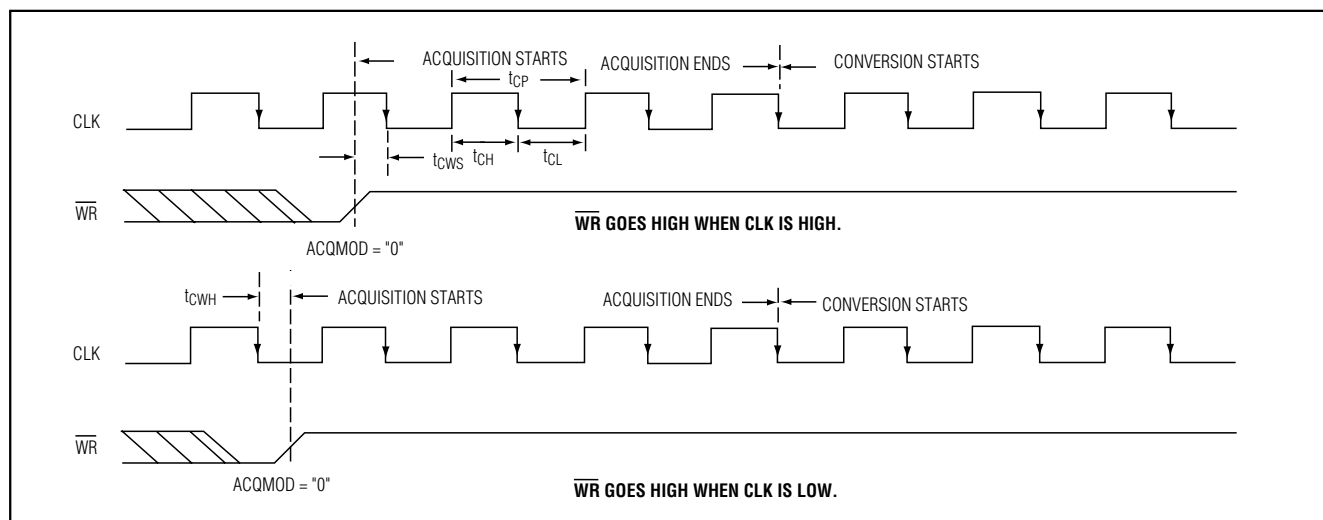 ACQUISITION STARTS
ACQUISITION ENDS
CONVERSION STARTS
tCP
CLK
tCWS
tCH
tCL
WR
WR GOES HIGH WHEN CLK IS HIGH.
ACQMOD = "0"
tCWH
ACQUISITION STARTS
ACQUISITION ENDS
CONVERSION STARTS
CLK
WR
ACQMOD = "0"
WR GOES HIGH WHEN CLK IS LOW.